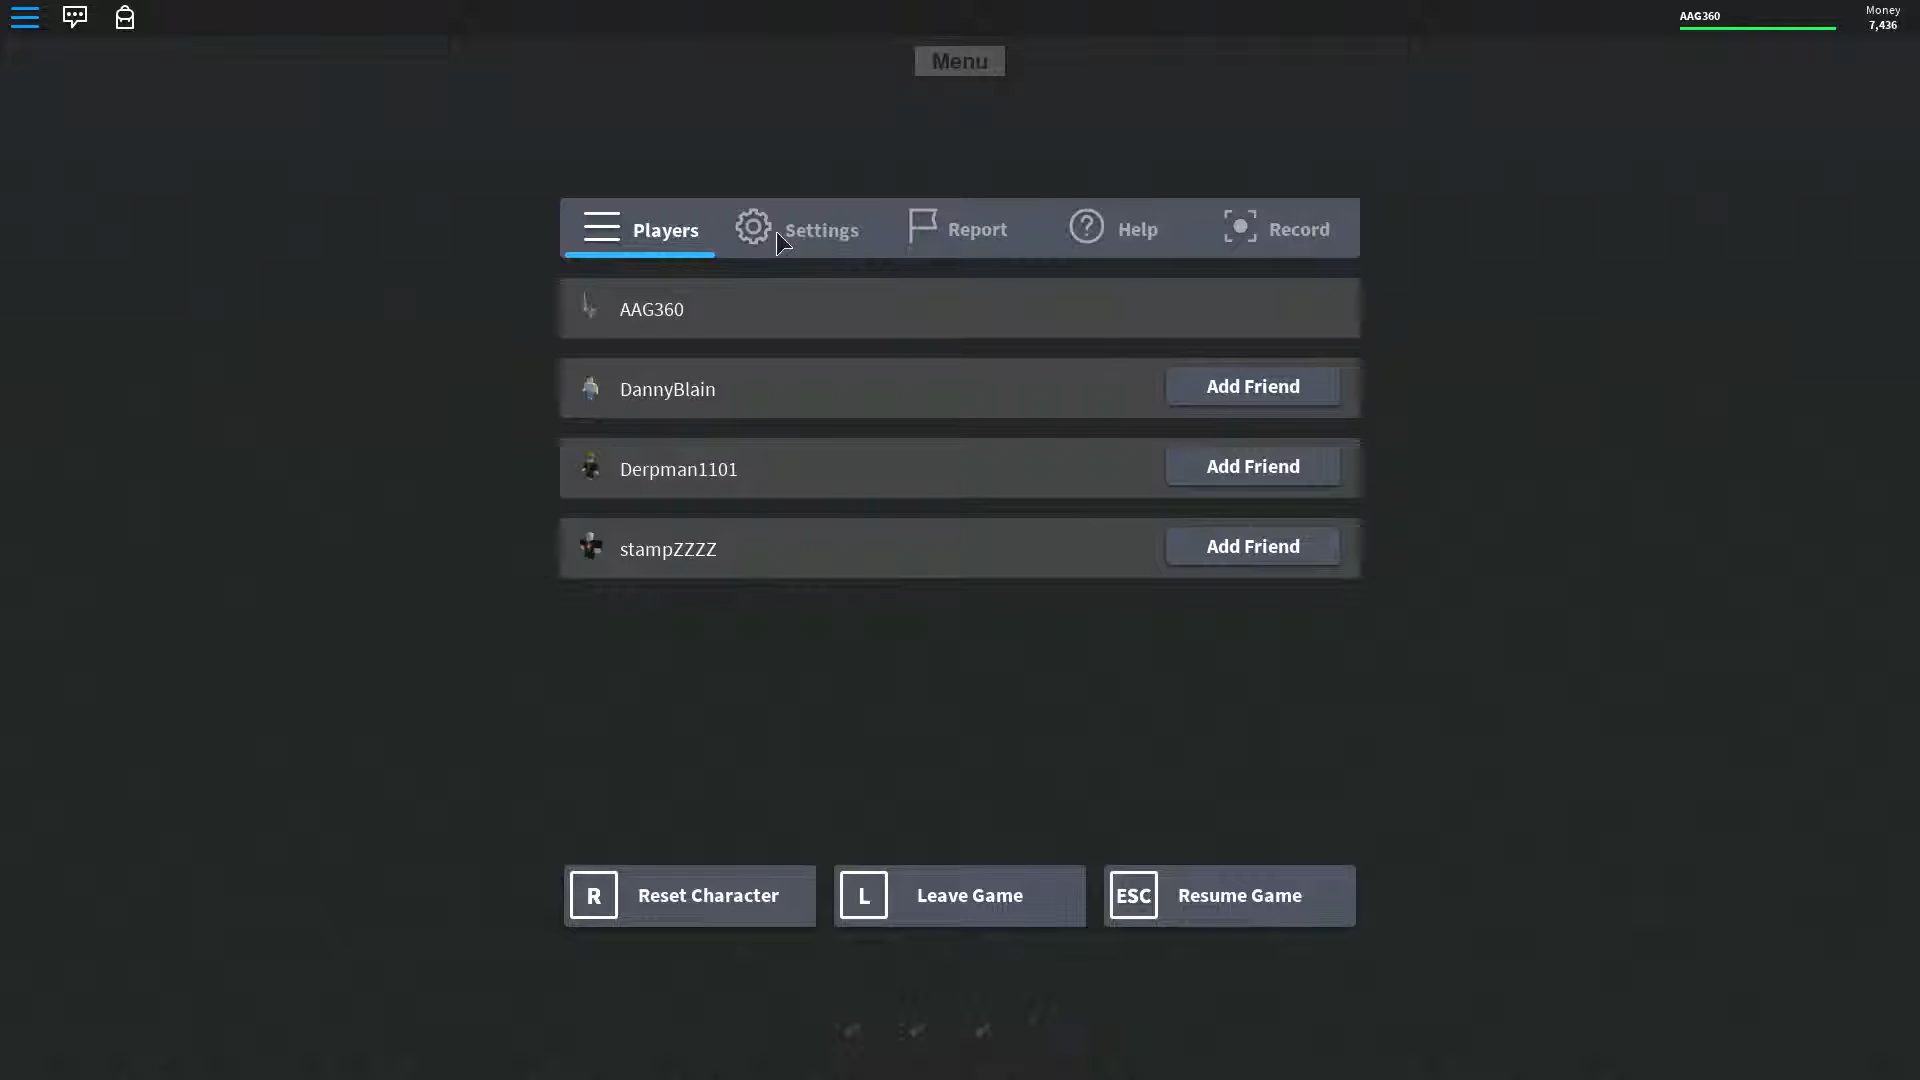 AAG360
Money
7,436
Menu
Players
Settings
Report
Help
Record
AAG360
DannyBlain
Add Friend
Derpman1101
Add Friend
stampZZZZ
Add Friend
R
Reset Character
L
Leave Game
ESC
Resume Game